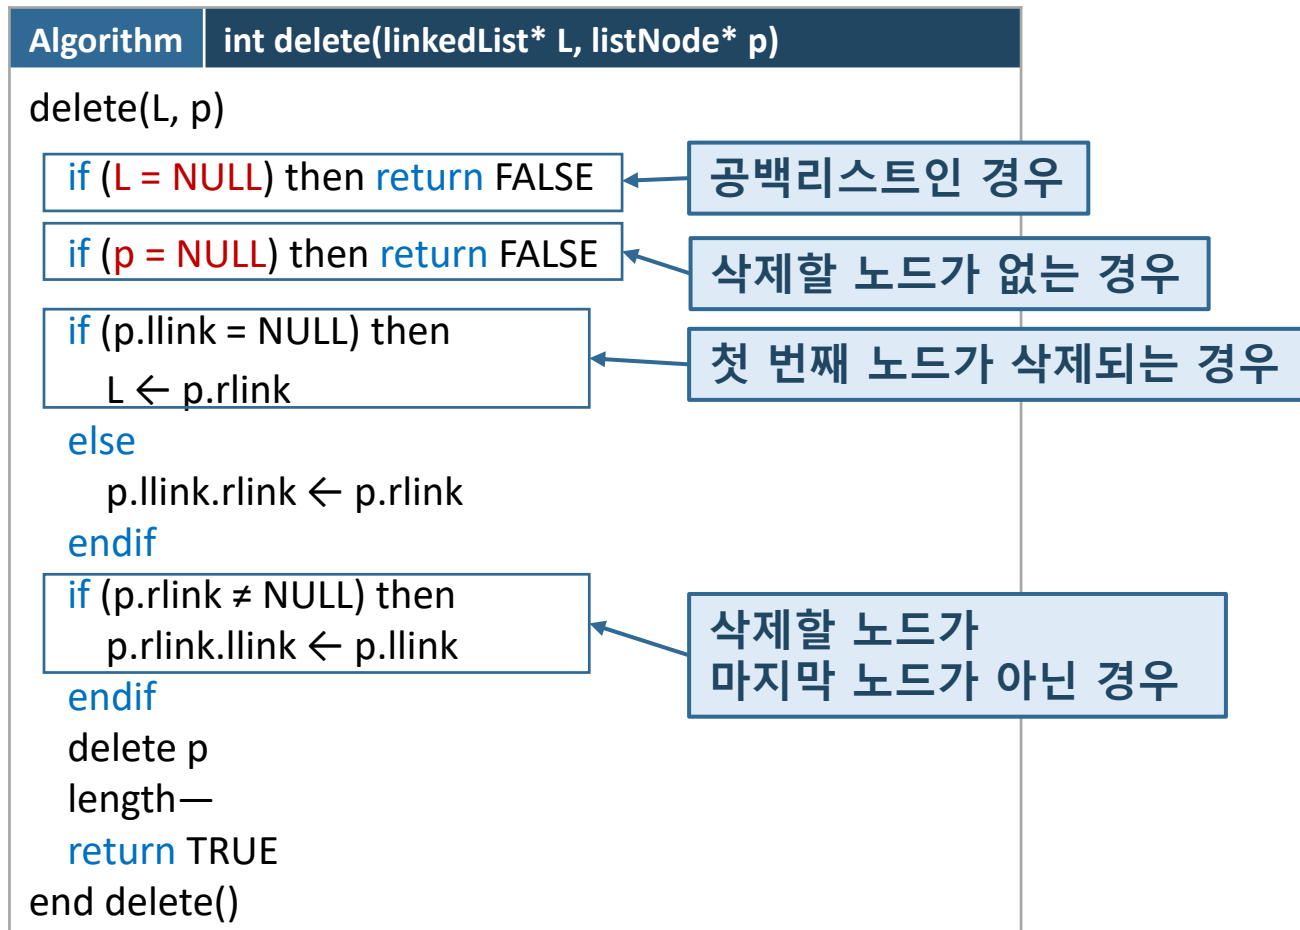 Algorithm int delete(linkedList* L, listNode* p)
delete(L, p)
if (L = NULL) then return FALSE
공백리스트인 경우
if (p = NULL) then return FALSE
삭제할 노드가 없는 경우
if (p.llink = NULL) then
L ← p.rlink
첫 번째 노드가 삭제되는 경우
else
p.llink.rlink ← p.rlink
endif
if (p.rlink ≠ NULL) then
p.rlink.llink ← p.llink
삭제할 노드가
마지막 노드가 아닌 경우
endif
delete p
length—
return TRUE
end delete()